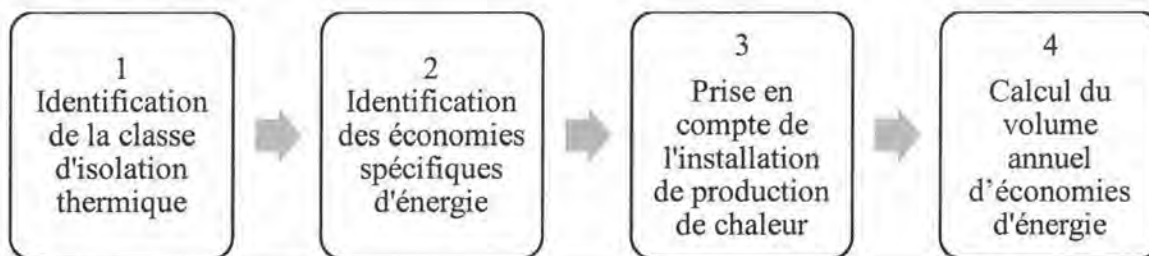 1
Identification
de la classe
d'isolation
thermique
2
Identification
des économies
spécifiques
d'énergie
3
Prise en
compte de
l'installation
de production
de chaleur
4
Calcul du
volume
annuel
d’économies
d'énergie